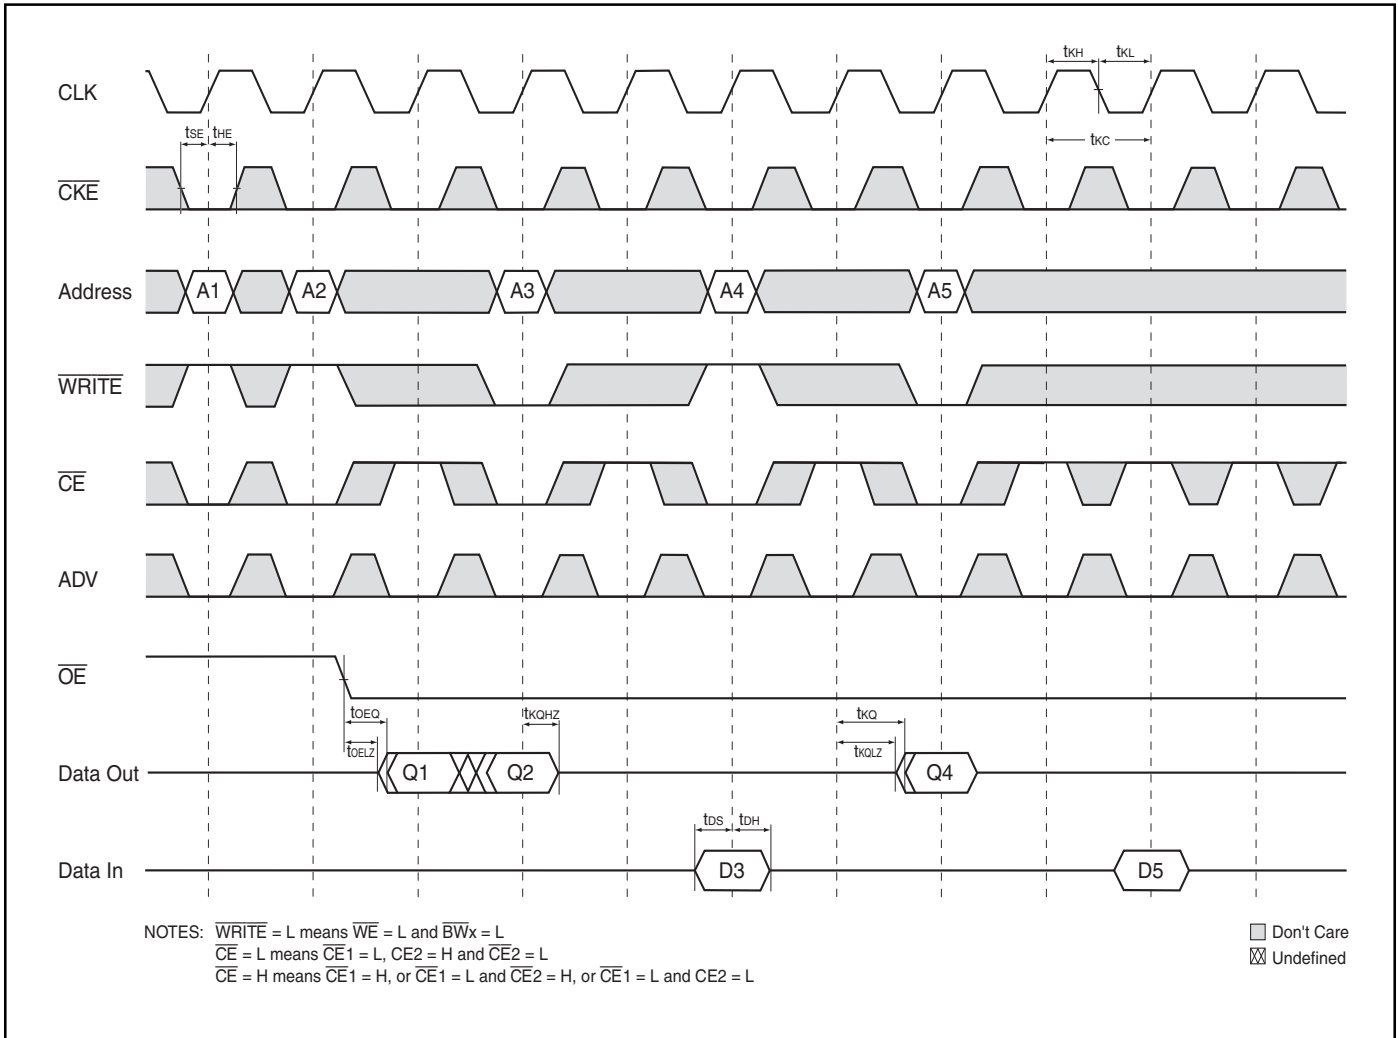 tKH tKL
CLK
tSE tHE
tKC
CKE
Address A1 A2 A3 A4 A5
WRITE
CE
ADV
OE
tOEQ tKQHZ tKQ
tOELZ tKQLZ
Data Out Q1 Q2 Q4
tDS tDH
Data In D3 D5
NOTES: WRITE = L means WE = L and BWx = L
CE = L means CE1 = L, CE2 = H and CE2 = L
CE = H means CE1 = H, or CE1 = L and CE2 = H, or CE1 = L and CE2 = L
Don't Care
Undefined